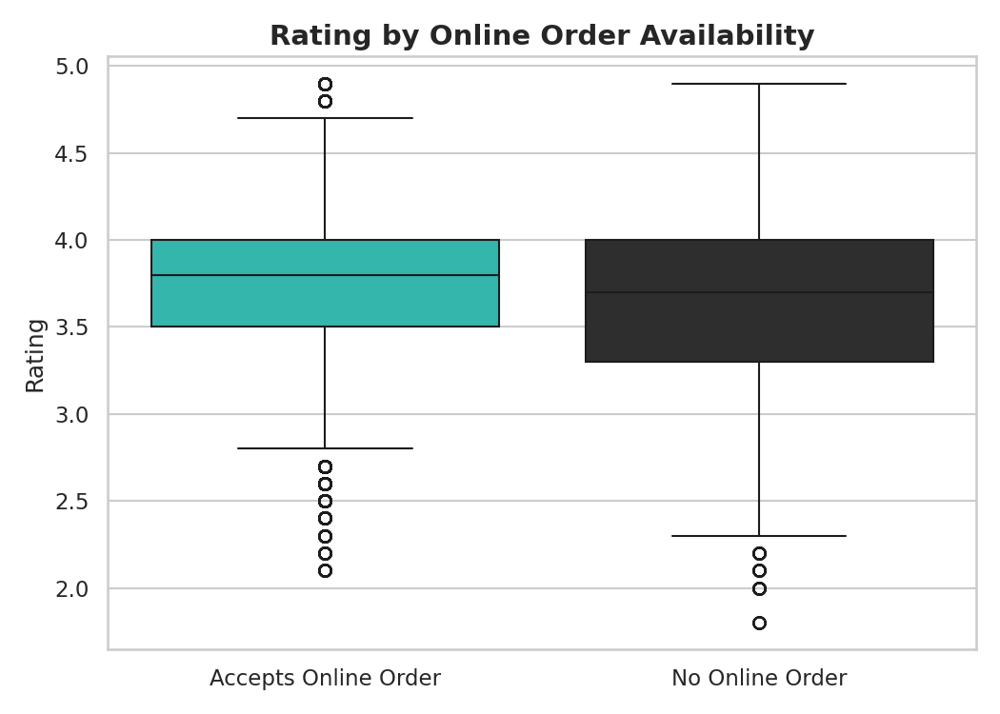 Rating by Online Order Availability
5.0
4.5
4.0
3.5
3.0
2.5
2.0
Rating
Accepts Online Order
No Online Order